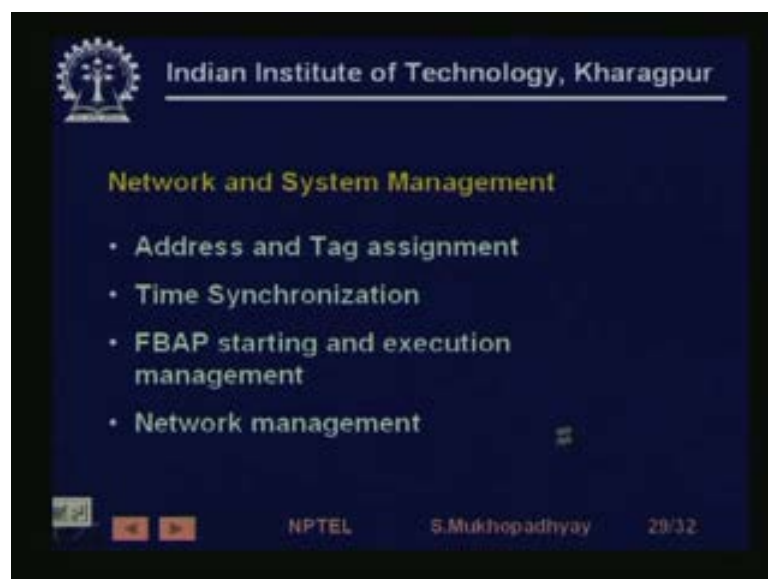 Indian Institute of Technology, Kharagpur
Network and System Management
• Address and Tag assignment
• Time Synchronization
• FBAP starting and execution
management
• Network management
NPTEL S.Mukhopadhyay 29/32